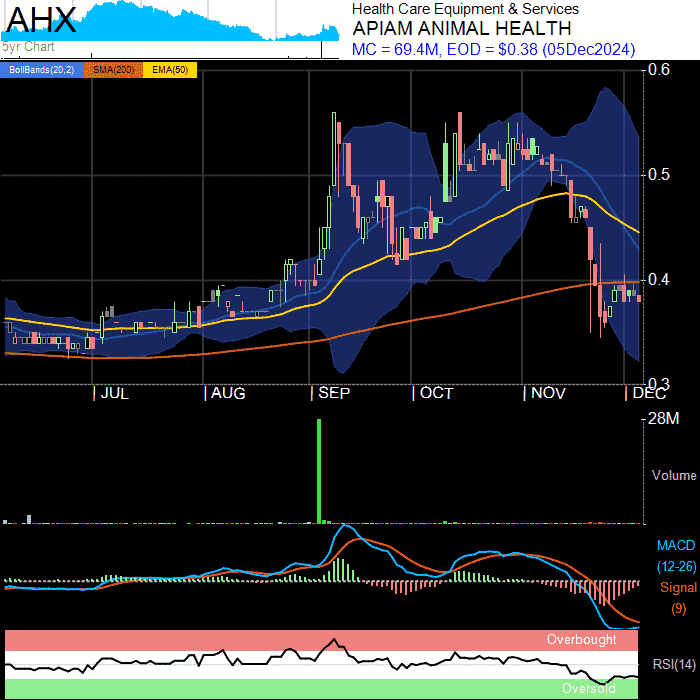 AHX
5yr Chart
Health Care Equipment & Services
APIAM ANIMAL HEALTH
MC = 69.4M, EOD = $0.38 (05Dec2024)
BollBands(20,2) SMA(200) EMA(50)
0.6
0.5
0.4
0.3
JUL AUG SEP OCT NOV DEC
28M
Volume
MACD
(12-26)
Signal
(9)
Overbought
RSI(14)
Oversold